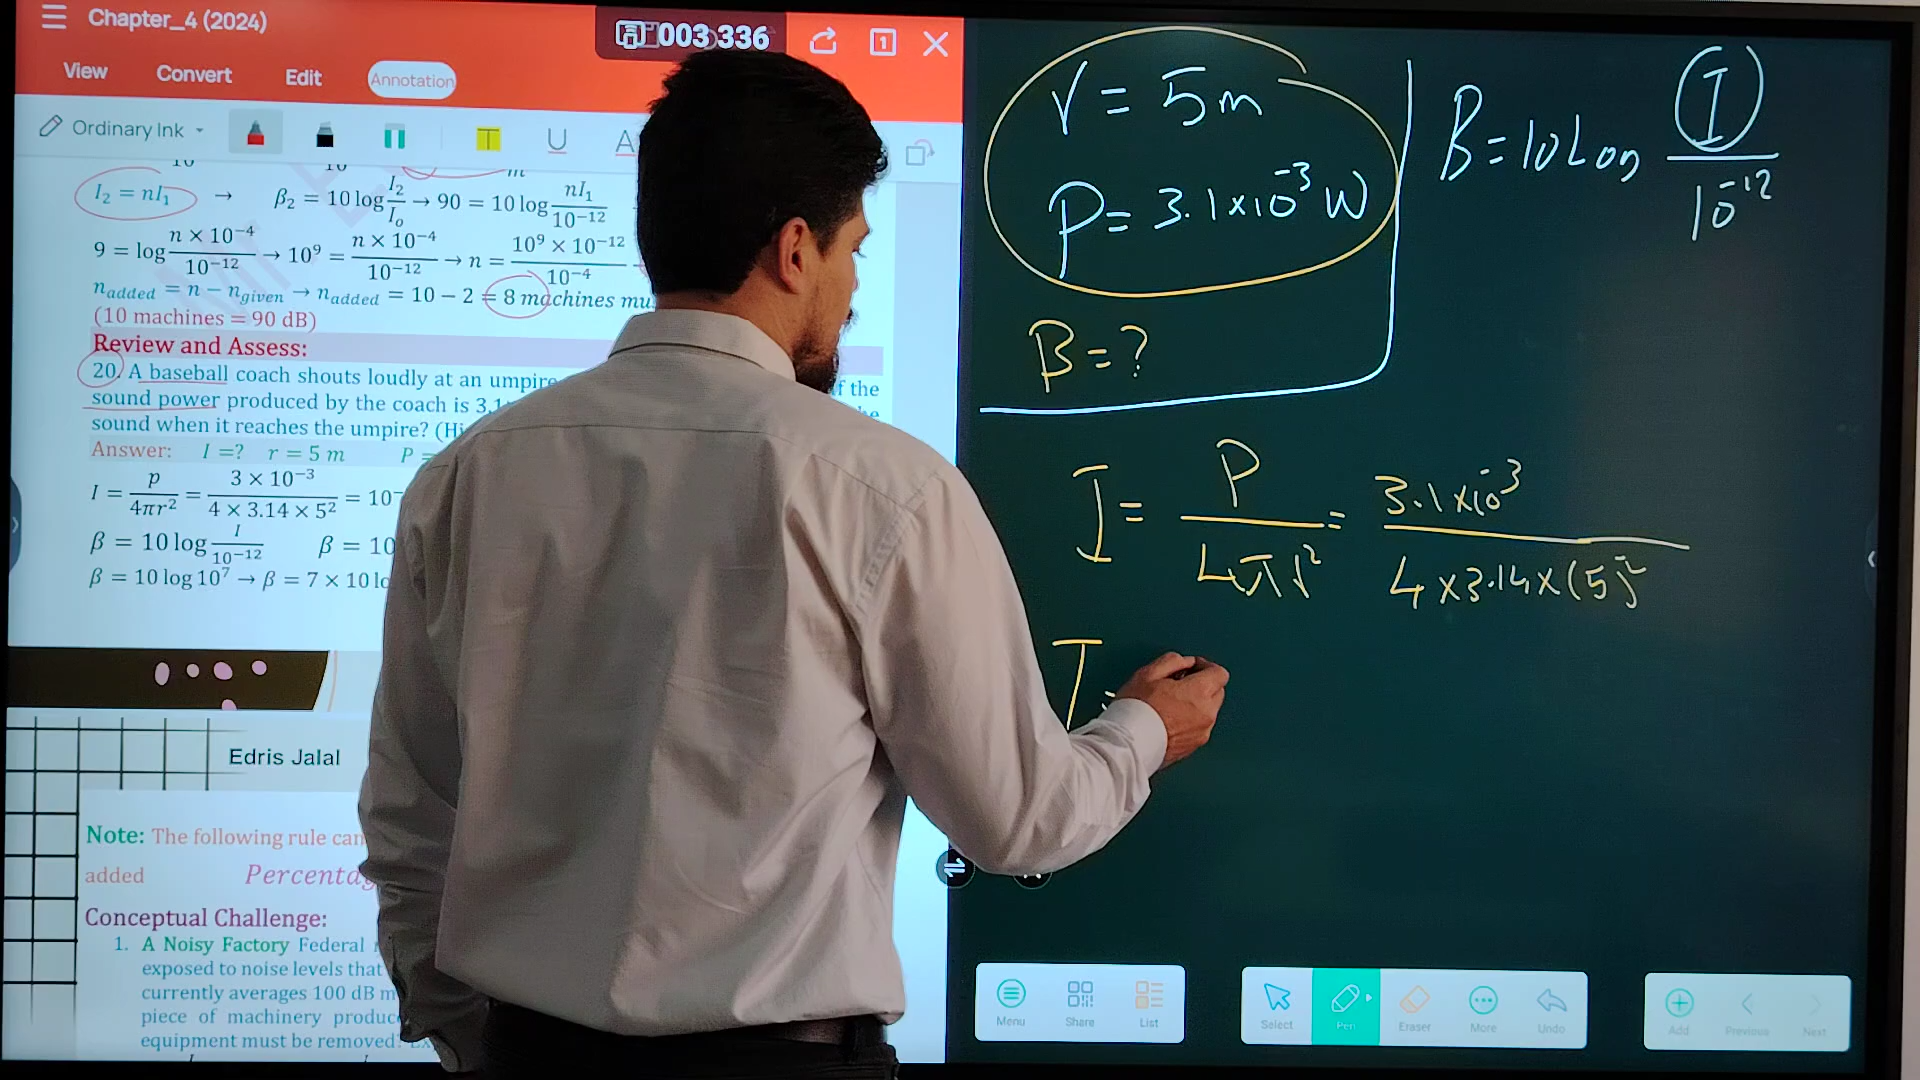 Chapter_4 (2024)
003 336
1
View Convert Edit Annotation
Ordinary Ink
T U A
10 10
I₂ = nI₁ → β₂ = 10 log I₂/I₀ → 90 = 10 log nI₁/10⁻¹²
9 = log n × 10⁻⁴/10⁻¹² → 10⁹ = n × 10⁻⁴/10⁻¹² → n = 10⁹ × 10⁻¹²/10⁻⁴
n_added = n − n_given → n_added = 10 − 2 = 8 machines
(10 machines = 90 dB)
Review and Assess:
20. A baseball coach shouts loudly at an umpire f the
sound power produced by the coach is 3.1
sound when it reaches the umpire? (Hi
Answer: I =? r = 5 m P =
I = p/4πr² = 3 × 10⁻³/4 × 3.14 × 5² = 10⁻
β = 10 log I/10⁻¹² β = 10
β = 10 log 10⁷ → β = 7 × 10 lo
Edris Jalal
Note: The following rule can
added Percentag
Conceptual Challenge:
1. A Noisy Factory Federal
exposed to noise levels that
currently averages 100 dB
piece of machinery produc
equipment must be removed?
r = 5m
P = 3.1×10⁻³ W
B = ?
B = 10 Log I/10⁻¹²
I = P/4πr² = 3.1×10⁻³/4×3.14×(5)²
I =
Menu Share List Select Pen Eraser More Undo Add Previous Next